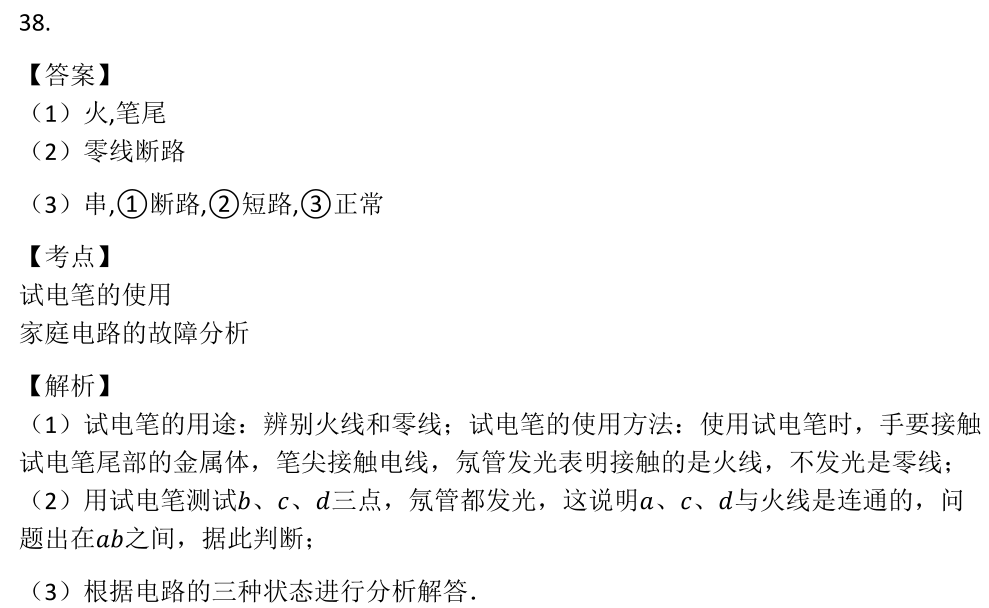 38.
【答案】
（1）火,笔尾
（2）零线断路
（3）串,①断路,②短路,③正常
【考点】
试电笔的使用
家庭电路的故障分析
【解析】
（1）试电笔的用途：辨别火线和零线；试电笔的使用方法：使用试电笔时，手要接触
试电笔尾部的金属体，笔尖接触电线，氖管发光表明接触的是火线，不发光是零线；
（2）用试电笔测试b、c、d三点，氖管都发光，这说明a、c、d与火线是连通的，问
题出在ab之间，据此判断；
（3）根据电路的三种状态进行分析解答．